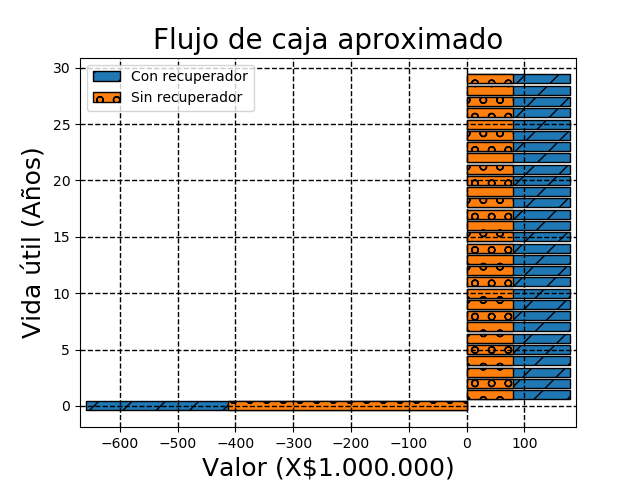 Flujo de caja aproximado
Con recuperador
Sin recuperador
Vida útil (Años)
30
25
20
15
10
5
0
−600 −500 −400 −300 −200 −100 0 100
Valor (X$1.000.000)